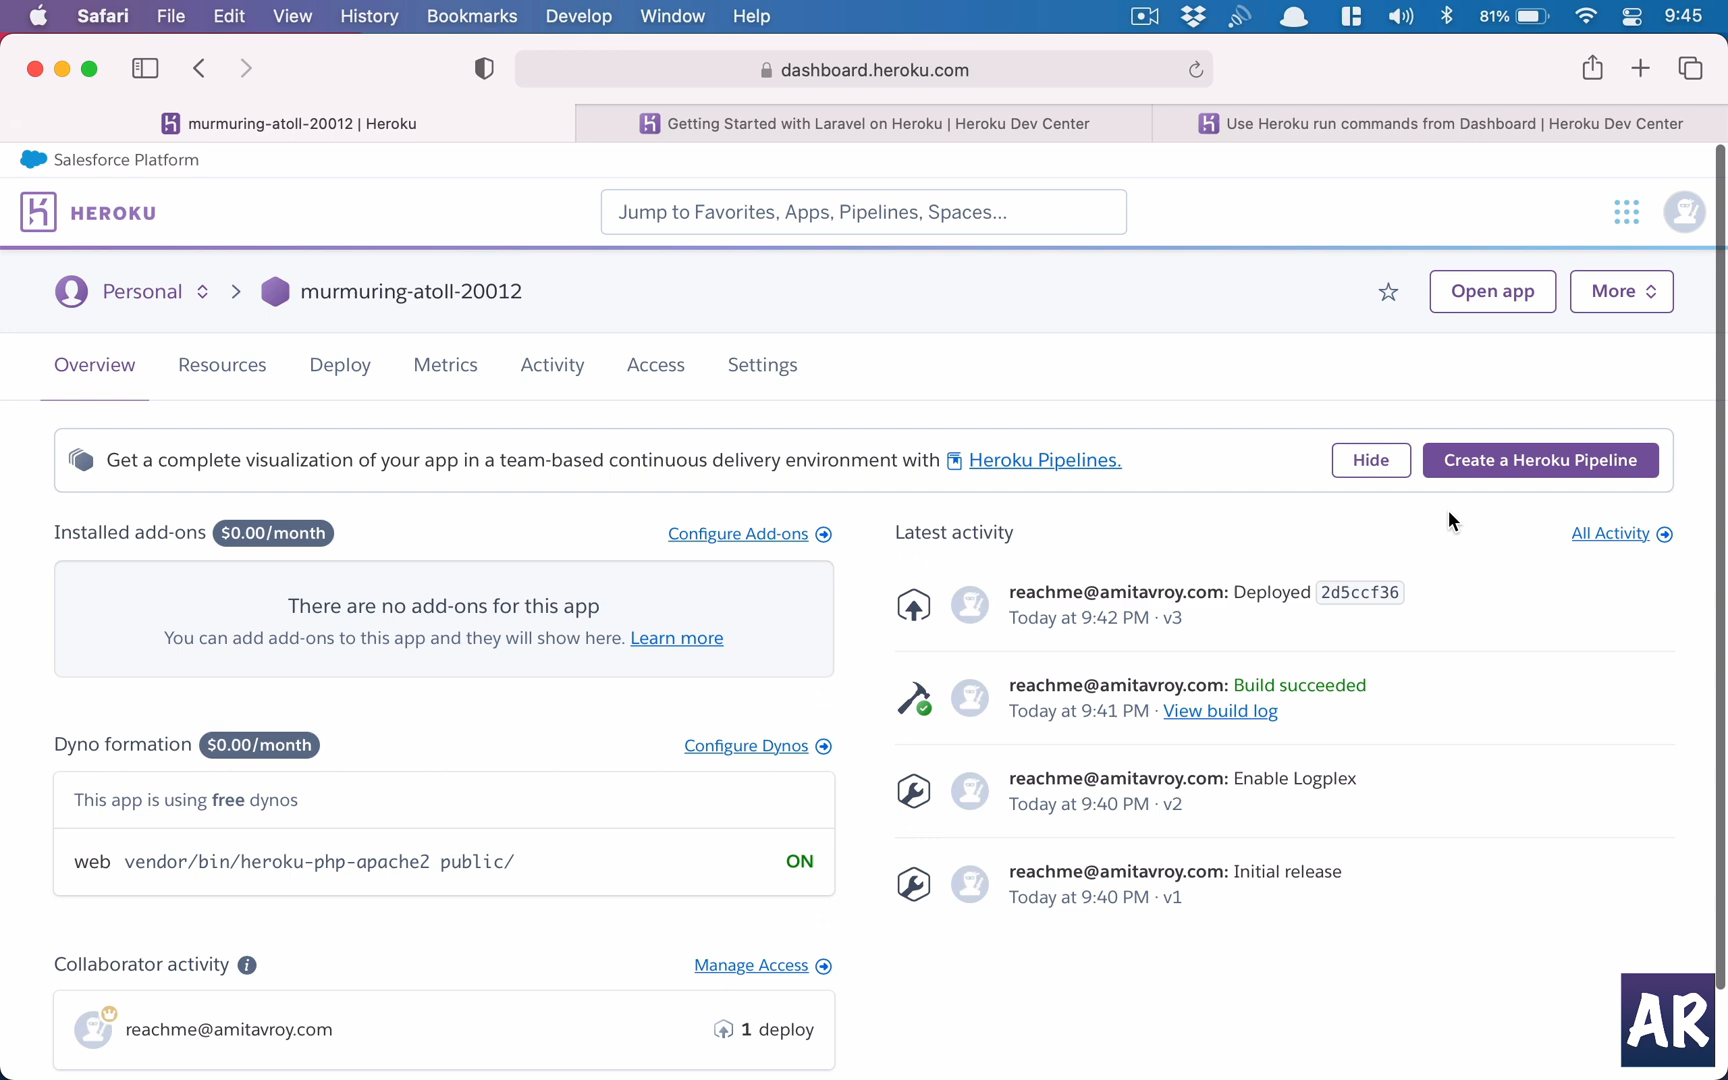 Safari File Edit View History Bookmarks Develop Window Help 81% 9:45
dashboard.heroku.com
murmuring-atoll-20012 | Heroku
Getting Started with Laravel on Heroku | Heroku Dev Center
Use Heroku run commands from Dashboard | Heroku Dev Center
Salesforce Platform
HEROKU
Jump to Favorites, Apps, Pipelines, Spaces...
Personal > murmuring-atoll-20012
Open app
More
Overview Resources Deploy Metrics Activity Access Settings
Get a complete visualization of your app in a team-based continuous delivery environment with Heroku Pipelines.
Hide
Create a Heroku Pipeline
Installed add-ons $0.00/month
Configure Add-ons
There are no add-ons for this app
You can add add-ons to this app and they will show here. Learn more
Dyno formation $0.00/month
Configure Dynos
This app is using free dynos
web vendor/bin/heroku-php-apache2 public/ ON
Collaborator activity
Manage Access
reachme@amitavroy.com
1 deploy
Latest activity
All Activity
reachme@amitavroy.com: Deployed 2d5ccf36
Today at 9:42 PM · v3
reachme@amitavroy.com: Build succeeded
Today at 9:41 PM · View build log
reachme@amitavroy.com: Enable Logplex
Today at 9:40 PM · v2
reachme@amitavroy.com: Initial release
Today at 9:40 PM · v1
AR